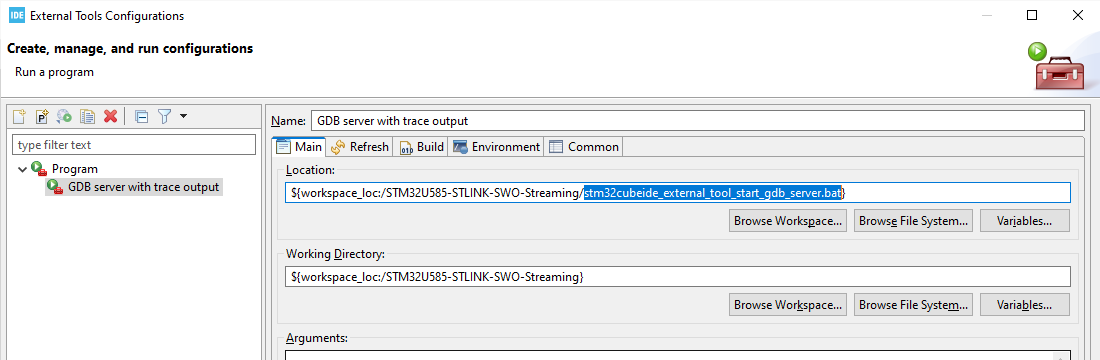 IDE External Tools Configurations
Create, manage, and run configurations
Run a program
Name: GDB server with trace output
type filter text
Main Refresh Build Environment Common
Program
GDB server with trace output
Location:
${workspace_loc:/STM32U585-STLINK-SWO-Streaming/stm32cubeide_external_tool_start_gdb_server.bat}
Browse Workspace... Browse File System... Variables...
Working Directory:
${workspace_loc:/STM32U585-STLINK-SWO-Streaming}
Browse Workspace... Browse File System... Variables...
Arguments: